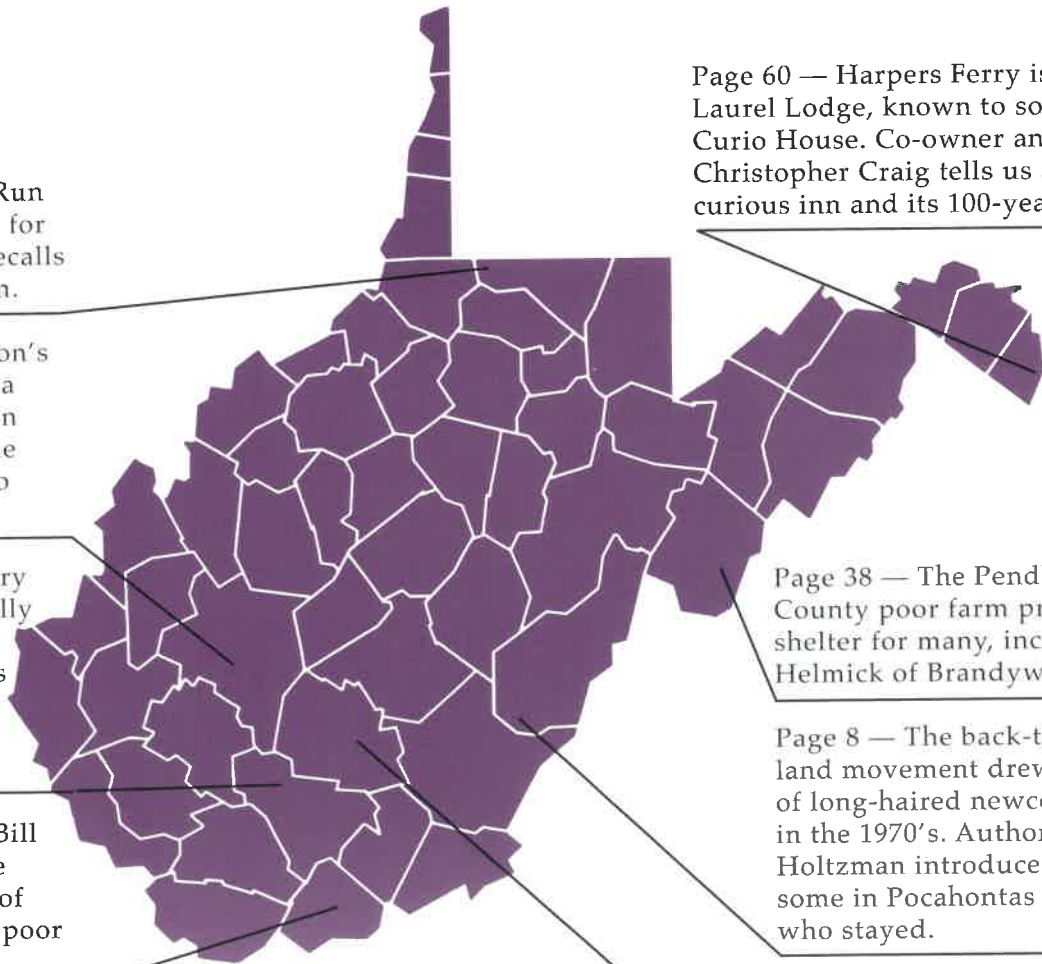 Run
for
ecalls
n.
on's
a
n
e
o
ry
lly
s
Bill
e
of
poor
Page 60 — Harpers Ferry is
Laurel Lodge, known to so
Curio House. Co-owner an
Christopher Craig tells us
curious inn and its 100-yea
Page 38 — The Pend
County poor farm pr
shelter for many, inc
Helmick of Brandyw
Page 8 — The back-t
land movement drew
of long-haired newco
in the 1970's. Author
Holtzman introduce
some in Pocahontas
who stayed.